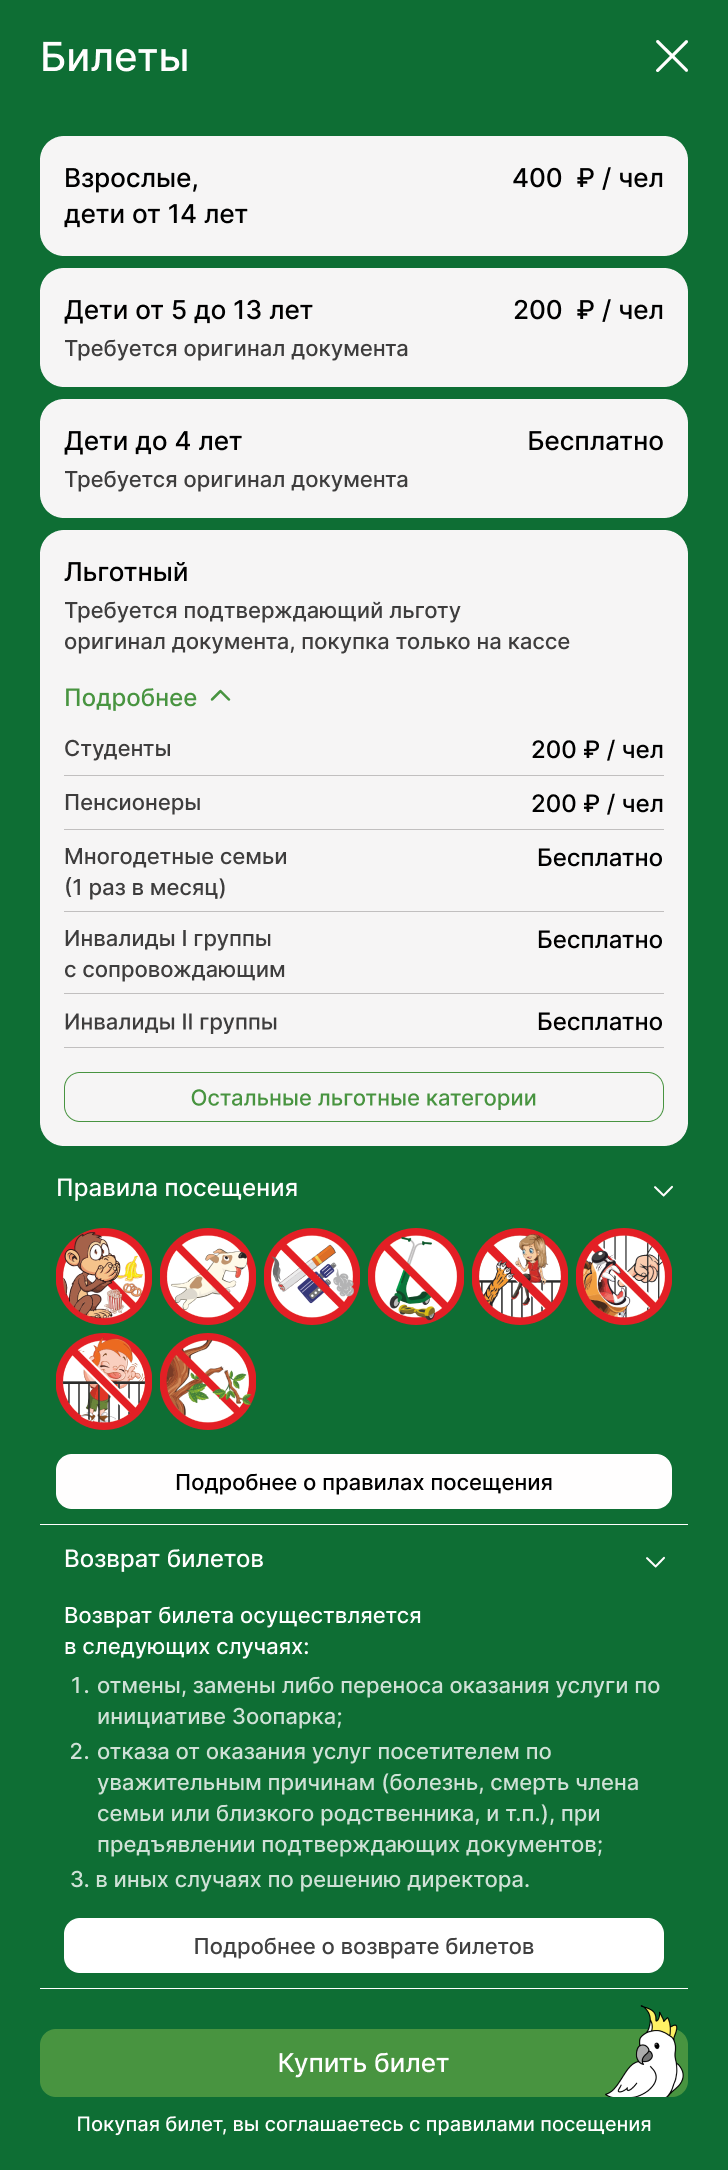 Билеты
Взрослые,
дети от 14 лет
400 ₽ / чел
Дети от 5 до 13 лет
200 ₽ / чел
Требуется оригинал документа
Дети до 4 лет
Бесплатно
Требуется оригинал документа
Льготный
Требуется подтверждающий льготу
оригинал документа, покупка только на кассе
Подробнее
Студенты
200 ₽ / чел
Пенсионеры
200 ₽ / чел
Многодетные семьи
(1 раз в месяц)
Бесплатно
Инвалиды I группы
с сопровождающим
Бесплатно
Инвалиды II группы
Бесплатно
Остальные льготные категории
Правила посещения
Подробнее о правилах посещения
Возврат билетов
Возврат билета осуществляется
в следующих случаях:
1. отмены, замены либо переноса оказания услуги по
инициативе Зоопарка;
2. отказа от оказания услуг посетителем по
уважительным причинам (болезнь, смерть члена
семьи или близкого родственника, и т.п.), при
предъявлении подтверждающих документов;
3. в иных случаях по решению директора.
Подробнее о возврате билетов
Купить билет
Покупая билет, вы соглашаетесь с правилами посещения